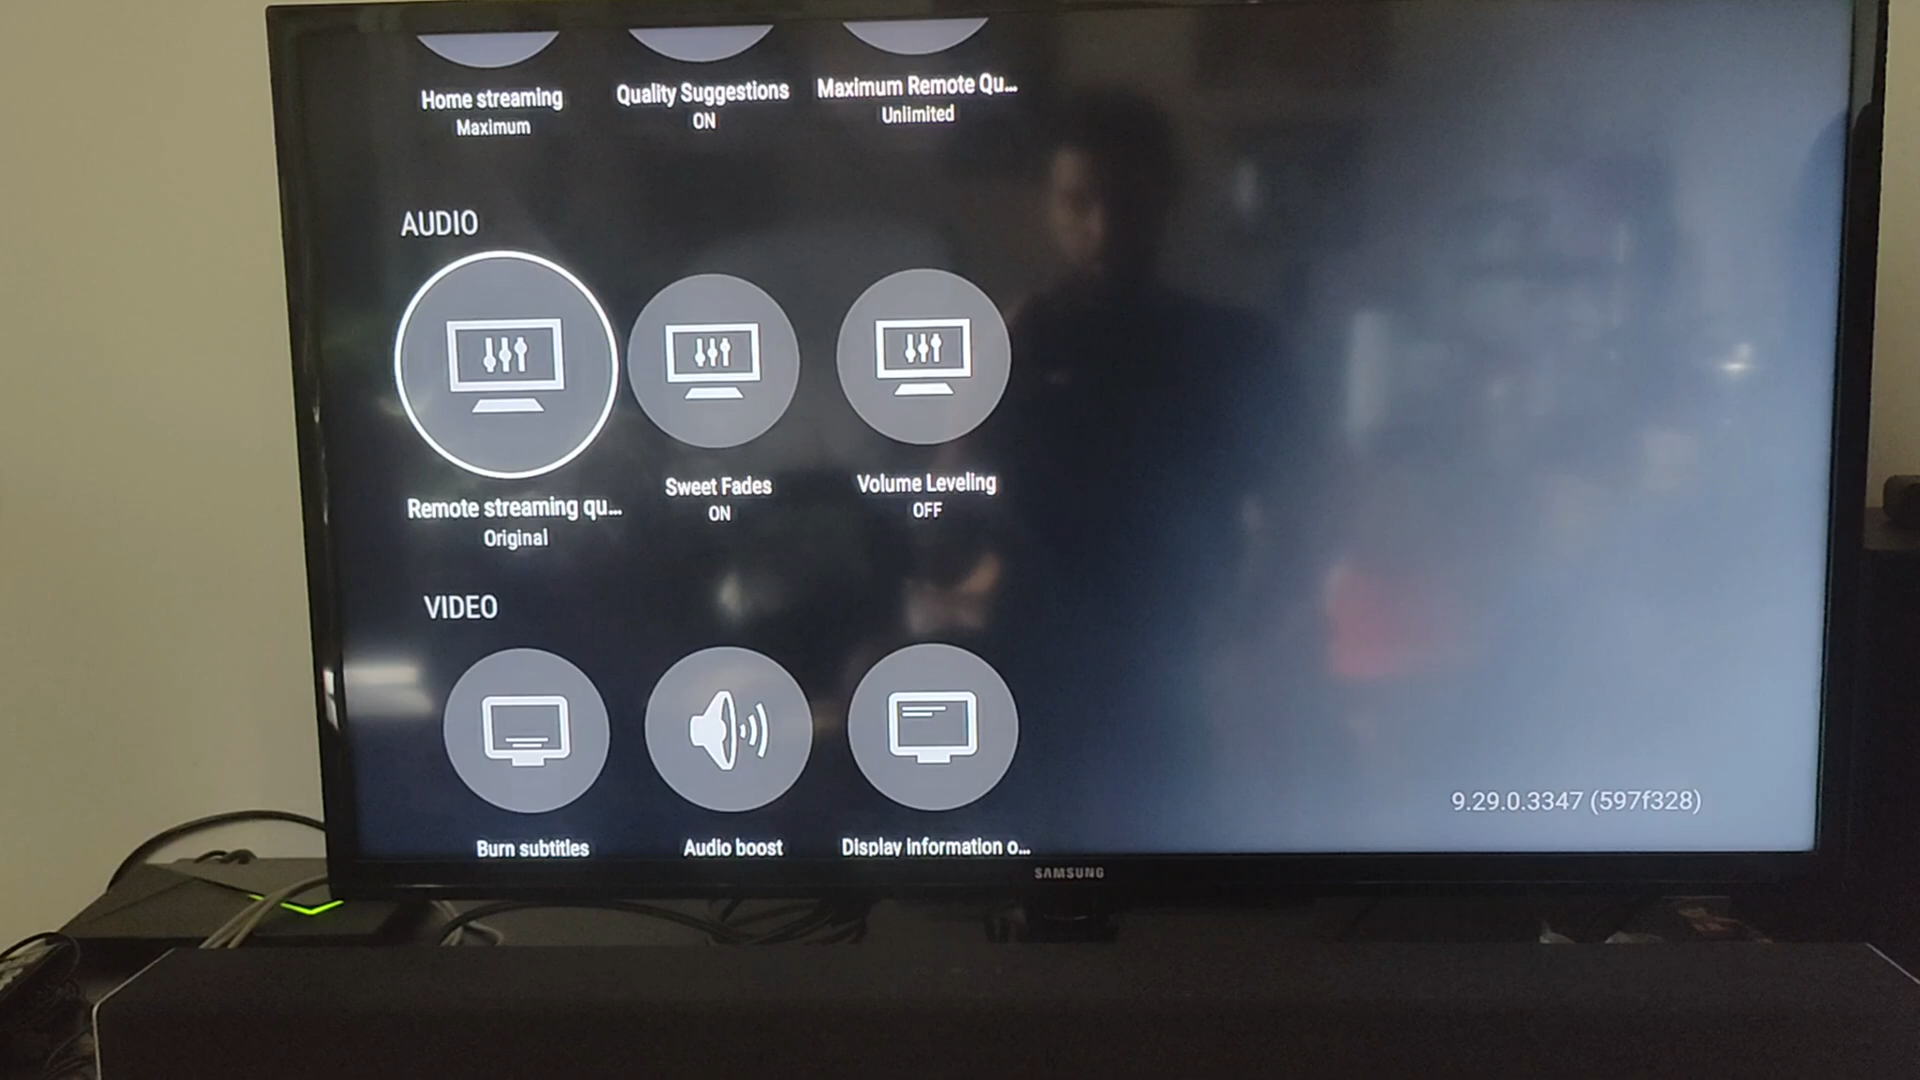 Home streaming
Maximum
Quality Suggestions
ON
Maximum Remote Qu...
Unlimited
AUDIO
Remote streaming qu...
Original
Sweet Fades
ON
Volume Leveling
OFF
VIDEO
Burn subtitles
Audio boost
Display information o...
9.29.0.3347 (597f328)
SAMSUNG